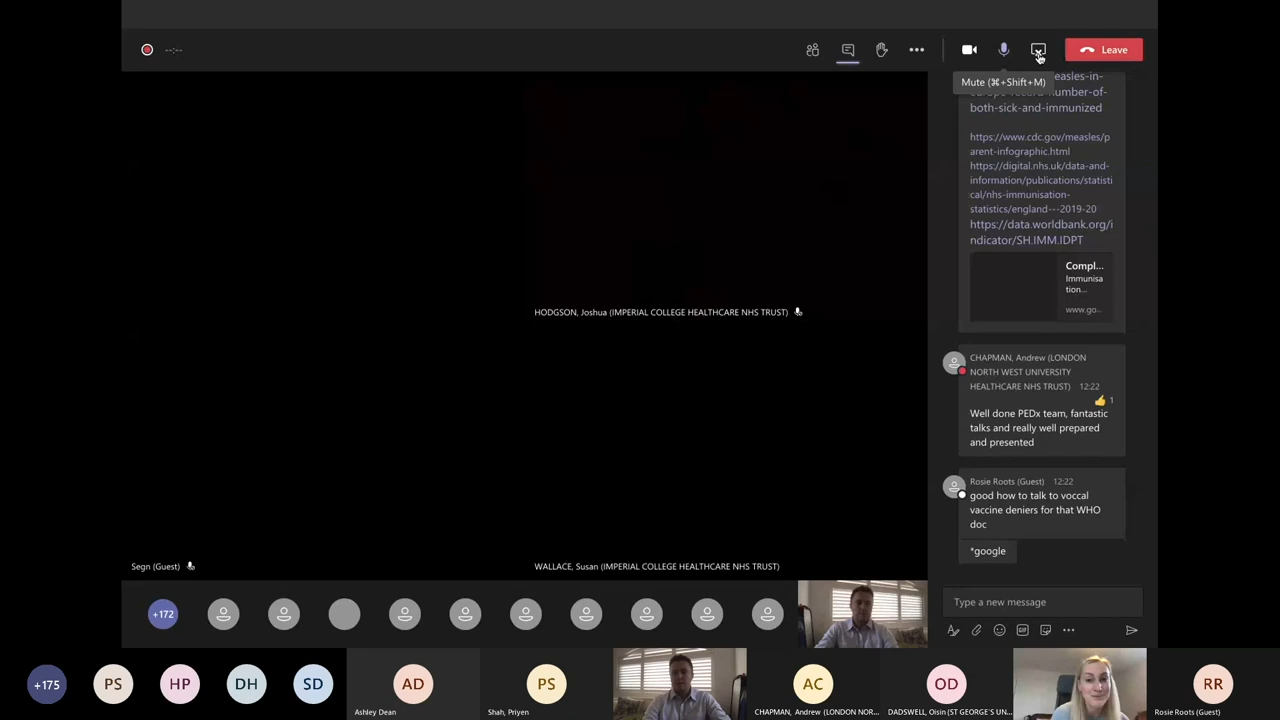 --:--
Leave
Mute (⌘+Shift+M)
easles-in-
number-of-
both-sick-and-immunized
https://www.cdc.gov/measles/p
arent-infographic.html
https://digital.nhs.uk/data-and-
information/publications/statisti
cal/nhs-immunisation-
statistics/england---2019-20
https://data.worldbank.org/i
ndicator/SH.IMM.IDPT
Compl...
Immunisa
tion...
www.go...
HODGSON, Joshua (IMPERIAL COLLEGE HEALTHCARE NHS TRUST)
CHAPMAN, Andrew (LONDON
NORTH WEST UNIVERSITY
HEALTHCARE NHS TRUST) 12:22
👍 1
Well done PEDx team, fantastic
talks and really well prepared
and presented
Rosie Roots (Guest) 12:22
good how to talk to voccal
vaccine deniers for that WHO
doc
*google
Segn (Guest)
WALLACE, Susan (IMPERIAL COLLEGE HEALTHCARE NHS TRUST)
Type a new message
GIF
+172
+175
PS
HP
DH
SD
AD
Ashley Dean
PS
Shah, Priyen
AC
CHAPMAN, Andrew (LONDON NOR...
OD
DADSWELL, Oisin (ST GEORGE'S UN...
RR
Rosie Roots (Guest)